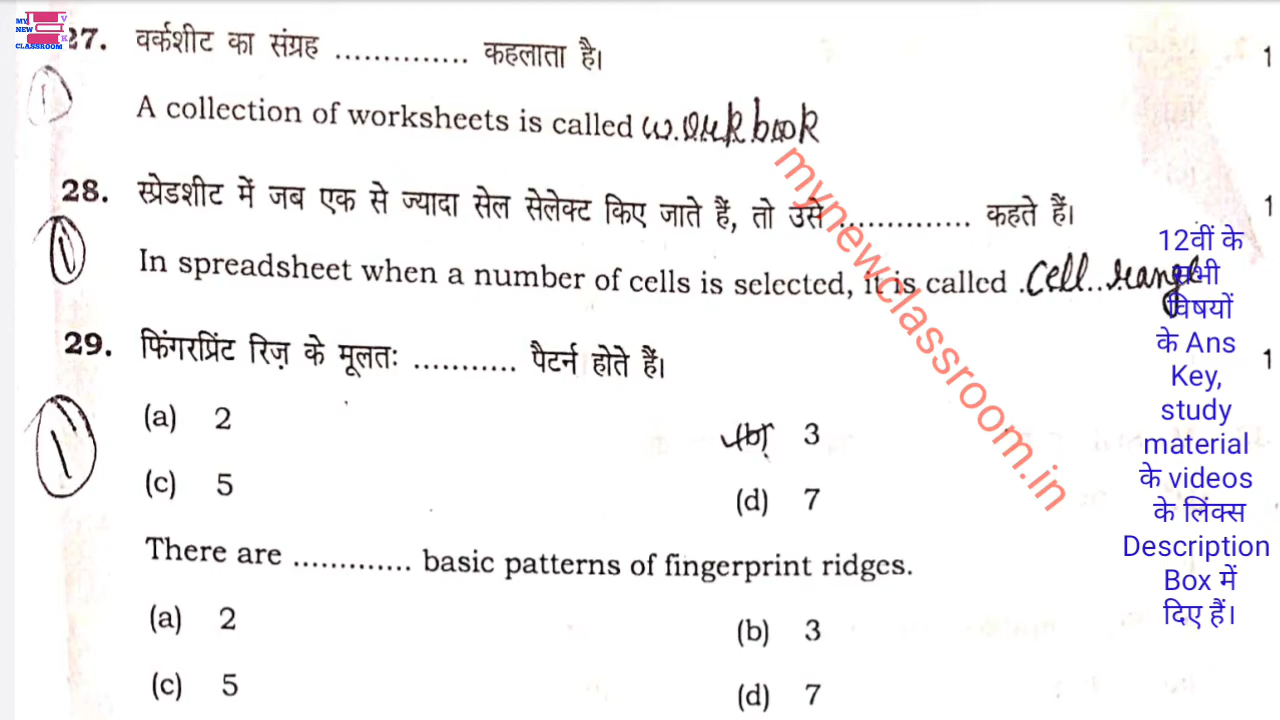 MY NEW CLASSROOM V K
27. वर्कशीट का संग्रह .............. कहलाता है। 1
A collection of worksheets is called workbook
28. स्प्रेडशीट में जब एक से ज्यादा सेल सेलेक्ट किए जाते हैं, तो उसे .............. कहते हैं। 1
In spreadsheet when a number of cells is selected, it is called .cell..range
29. फिंगरप्रिंट रिज़ के मूलतः ........... पैटर्न होते हैं। 1
(a) 2
(b) 3
(c) 5
(d) 7
There are ............. basic patterns of fingerprint ridges.
(a) 2
(b) 3
(c) 5
(d) 7
mynewclassroom.in
12वीं के
सभी
विषयों
के Ans
Key,
study
material
के videos
के लिंक्स
Description
Box में
दिए हैं।